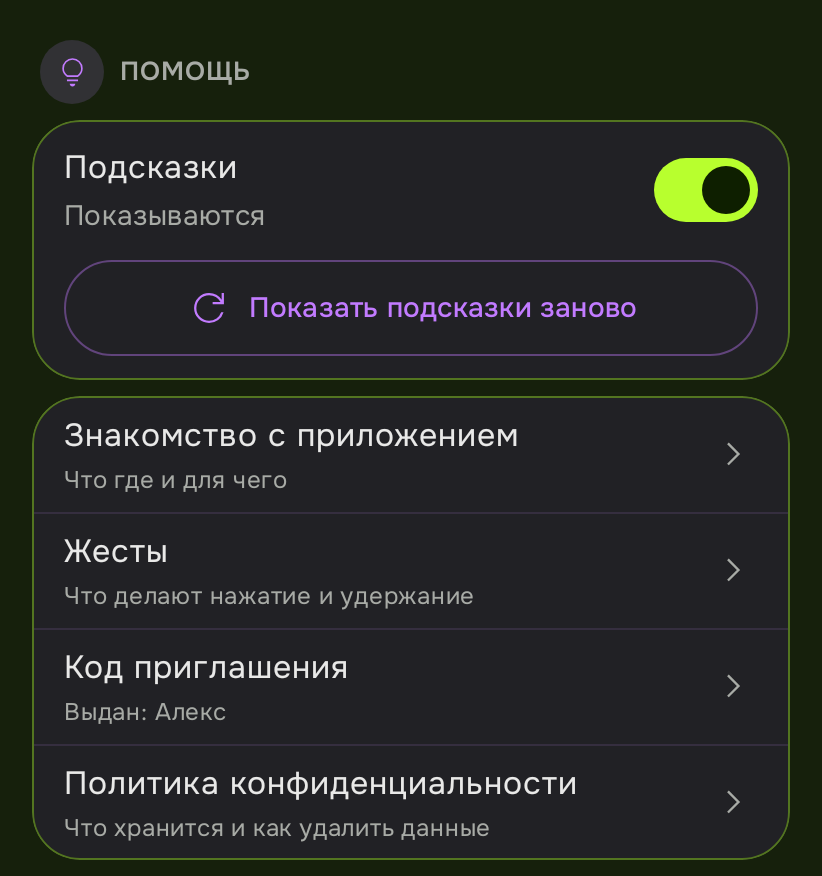 ПОМОЩЬ
Подсказки
Показываются
Показать подсказки заново
Знакомство с приложением
Что где и для чего
Жесты
Что делают нажатие и удержание
Код приглашения
Выдан: Алекс
Политика конфиденциальности
Что хранится и как удалить данные